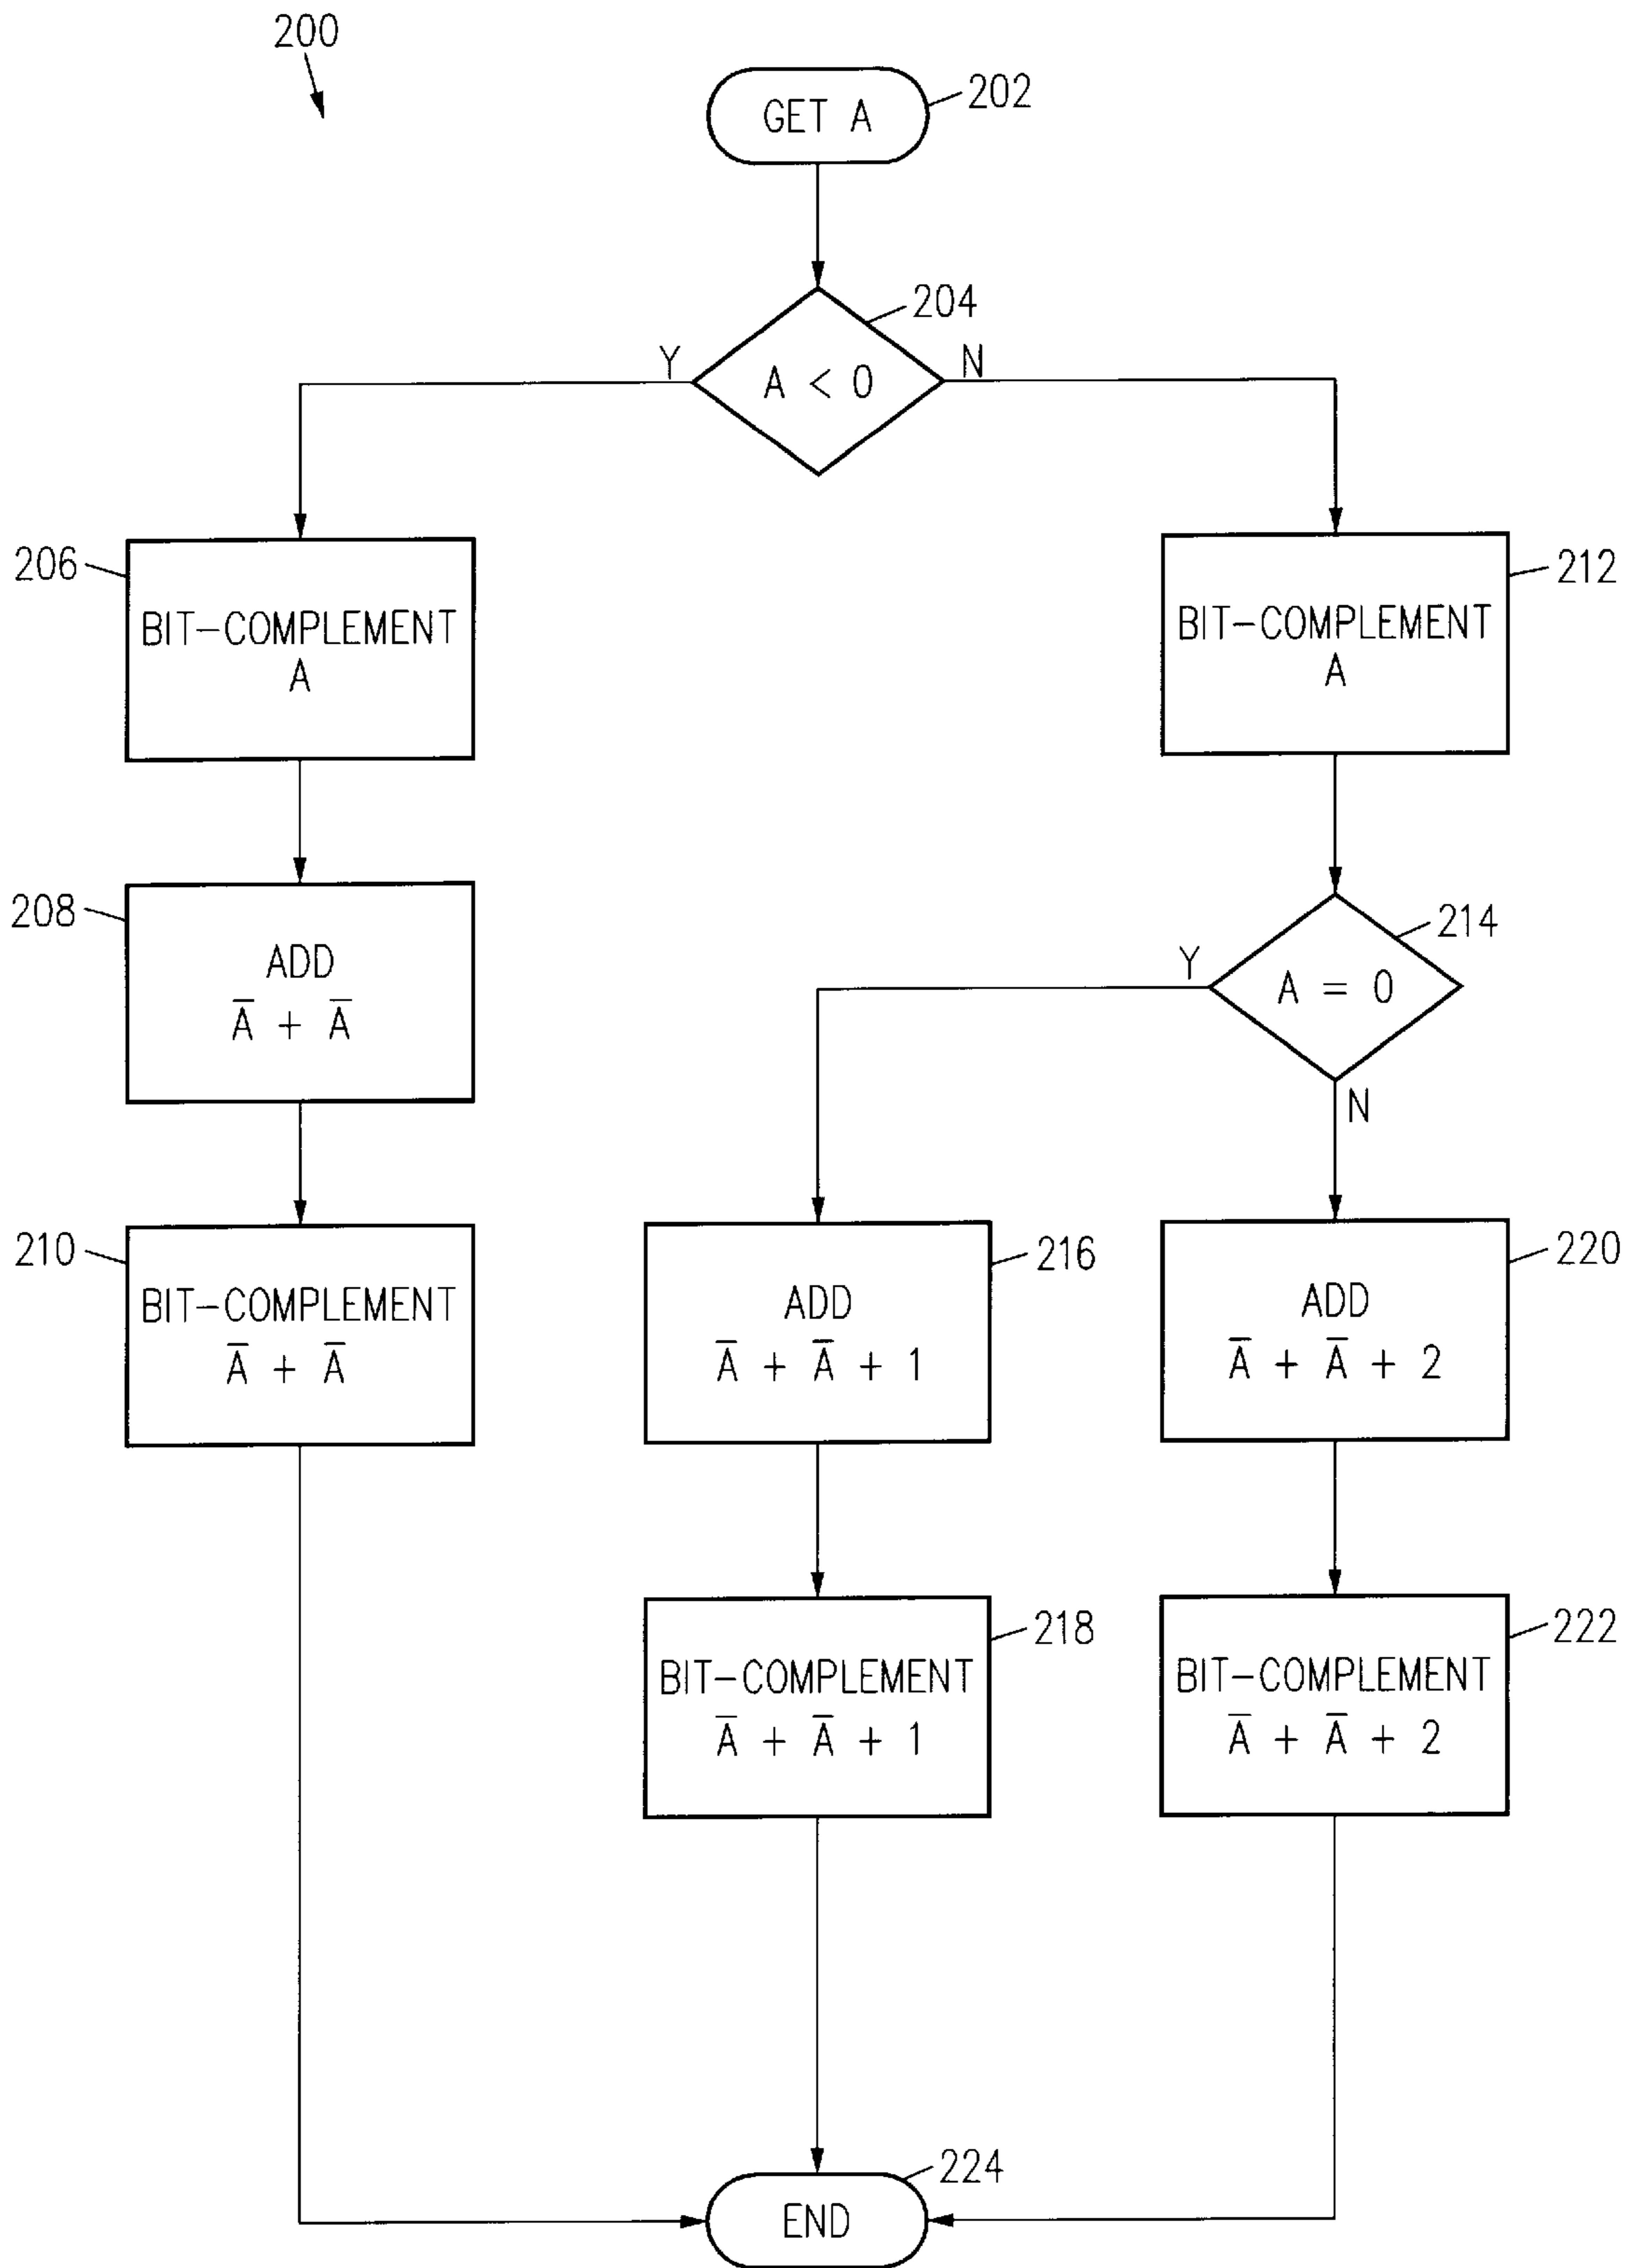 200
GET A
202
204
Y
A < 0
N
206
BIT-COMPLEMENT
A
212
BIT-COMPLEMENT
A
208
ADD
A̅ + A̅
214
Y
A = 0
N
210
BIT-COMPLEMENT
A̅ + A̅
216
ADD
A̅ + A̅ + 1
220
ADD
A̅ + A̅ + 2
218
BIT-COMPLEMENT
A̅ + A̅ + 1
222
BIT-COMPLEMENT
A̅ + A̅ + 2
224
END